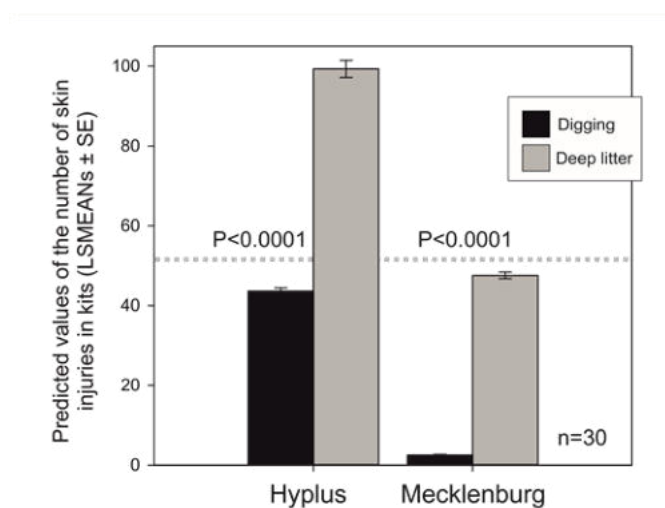 Predicted values of the number of skin
injuries in kits (LSMEANs ± SE)
100
80
60
40
20
0
Digging
Deep litter
P<0.0001
P<0.0001
n=30
Hyplus
Mecklenburg